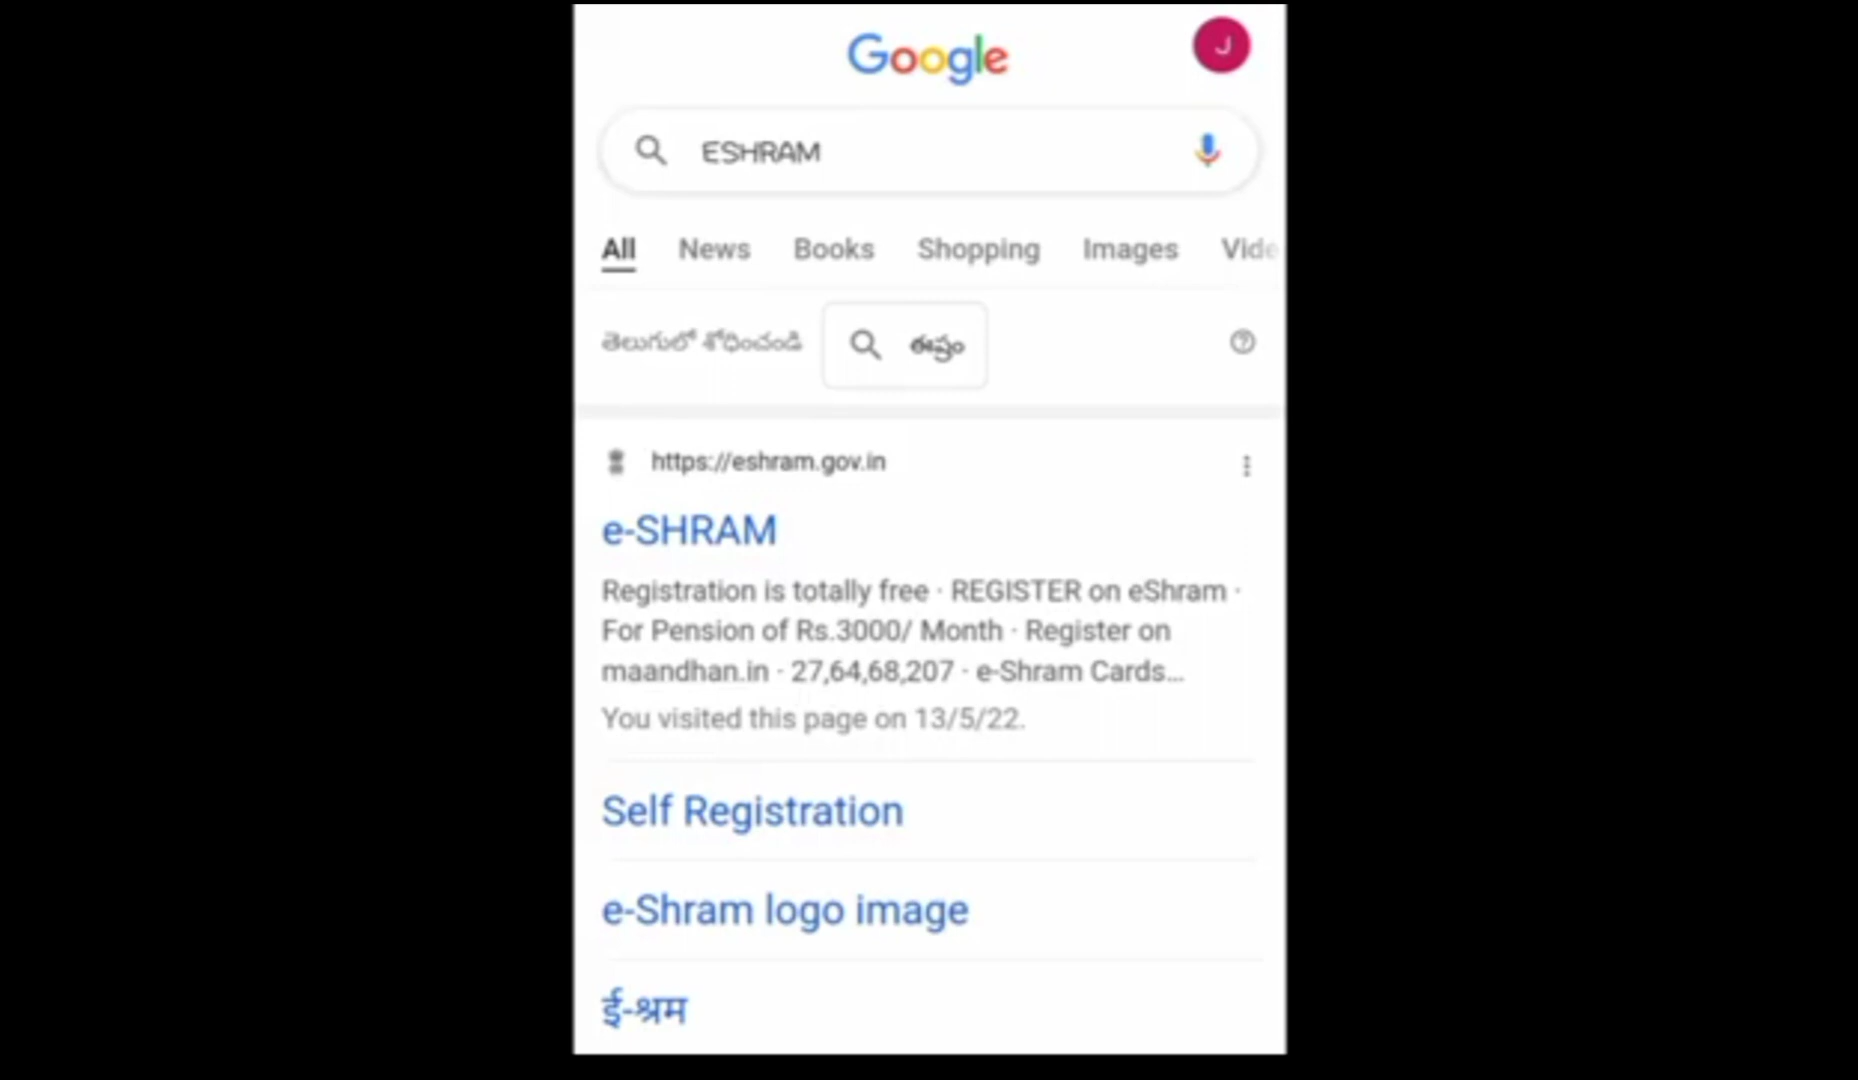 Google
J
ESHRAM
All News Books Shopping Images Vide
తెలుగులో శోధించండి ఈష్రం
https://eshram.gov.in
e-SHRAM
Registration is totally free · REGISTER on eShram ·
For Pension of Rs.3000/ Month · Register on
maandhan.in · 27,64,68,207 · e-Shram Cards...
You visited this page on 13/5/22.
Self Registration
e-Shram logo image
ई-श्रम